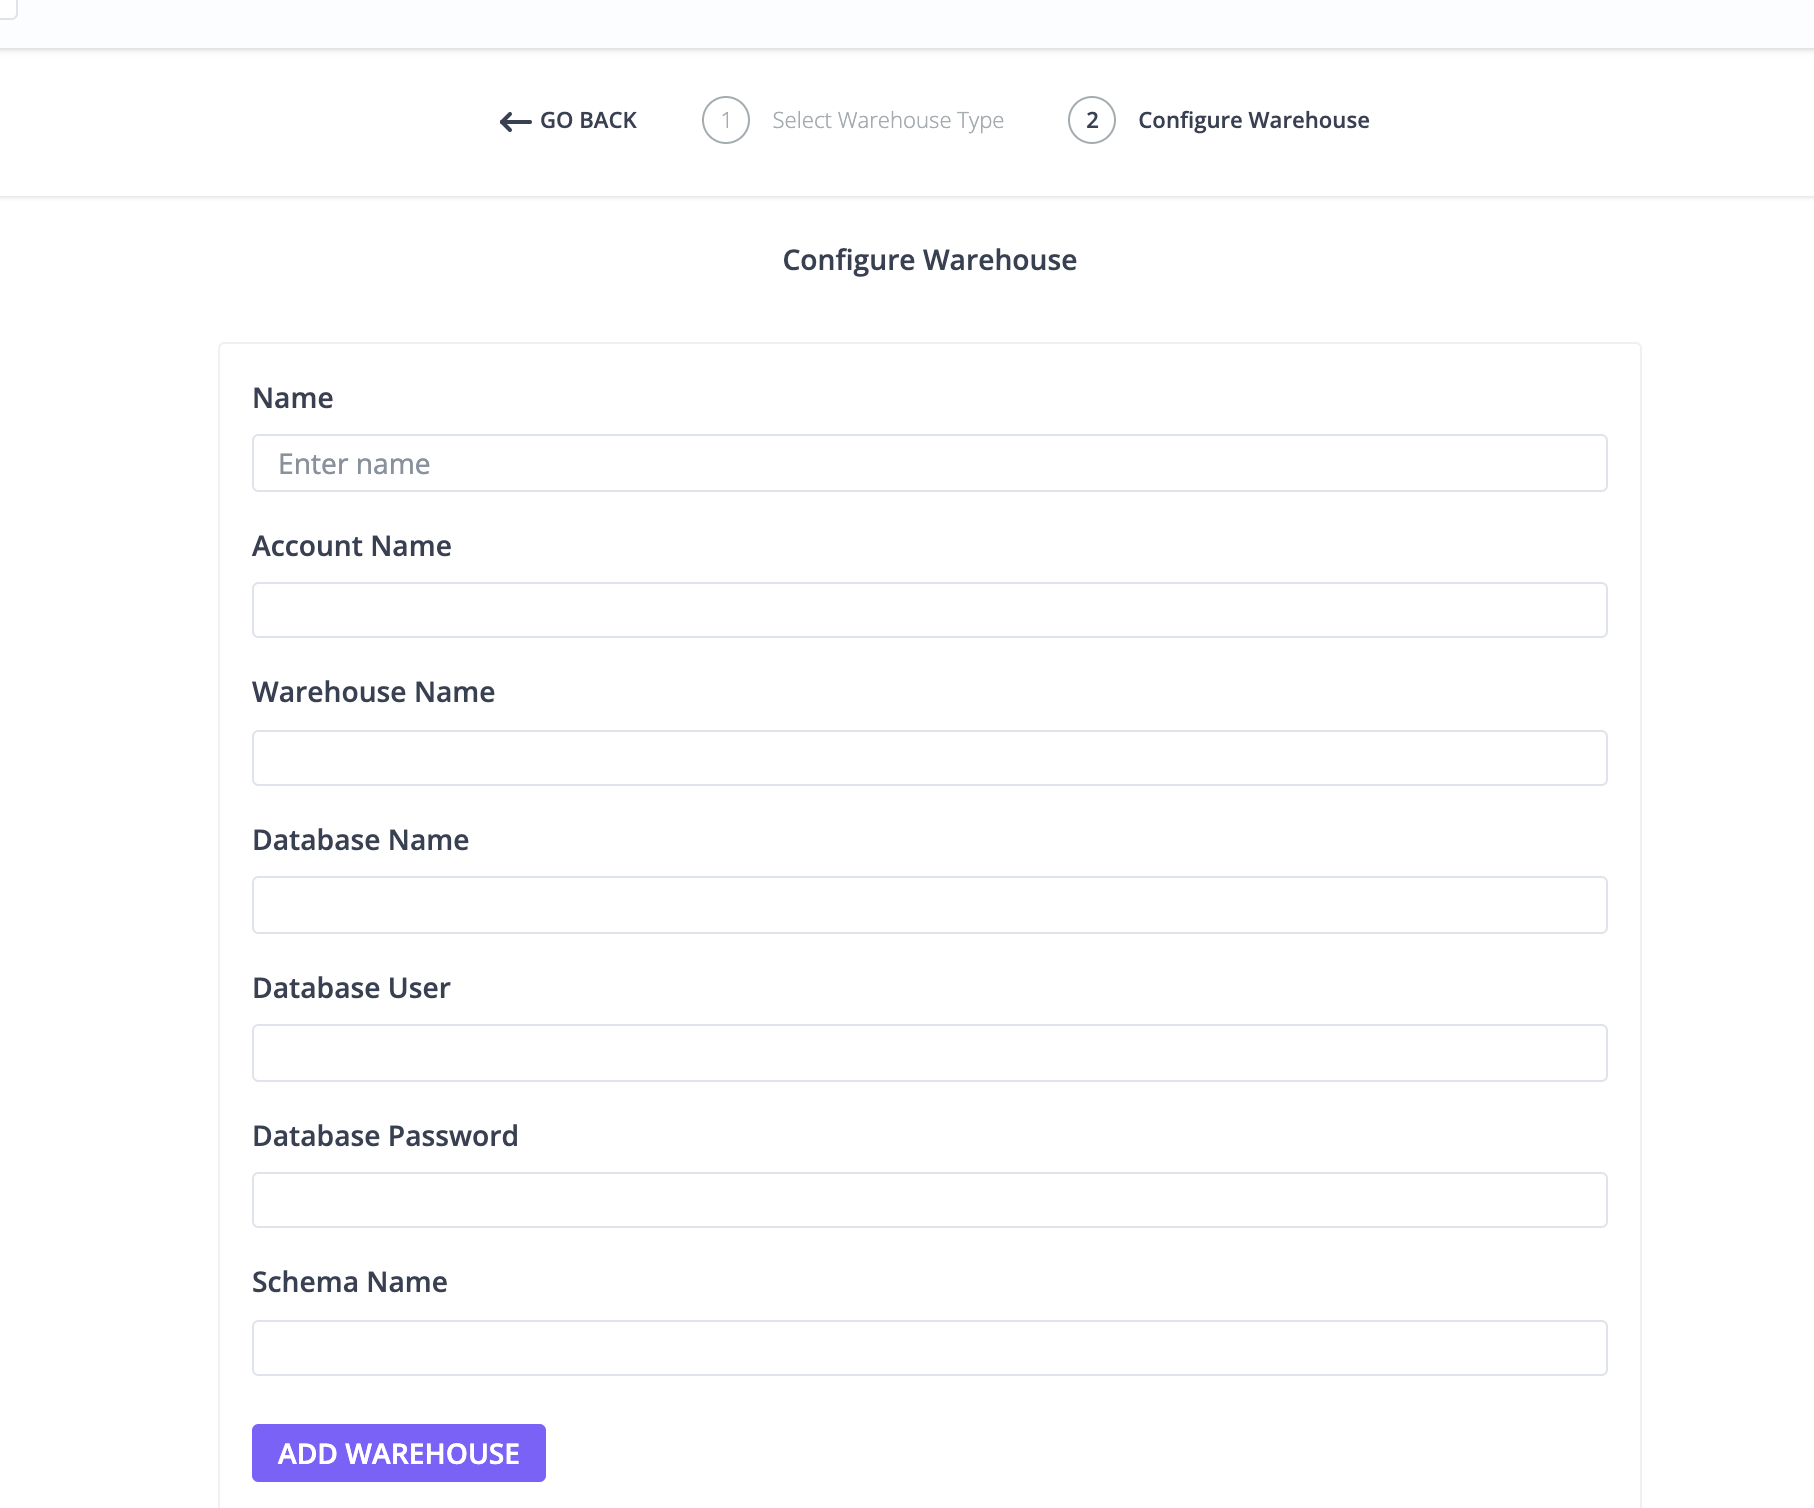 GO BACK 1 Select Warehouse Type 2 Configure Warehouse
Configure Warehouse
Name
Enter name
Account Name
Warehouse Name
Database Name
Database User
Database Password
Schema Name
ADD WAREHOUSE